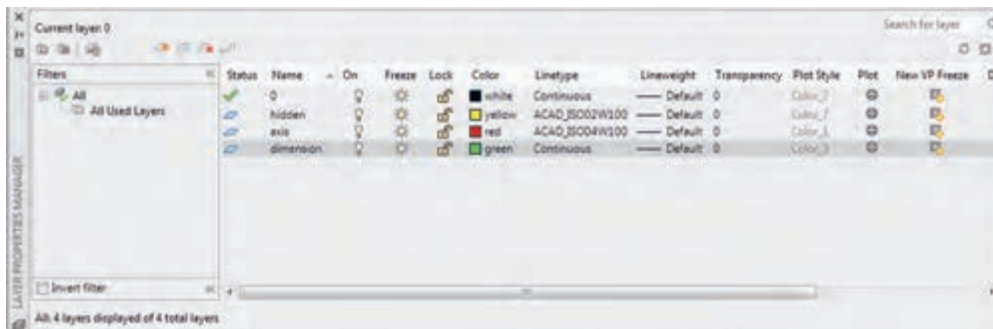 Current layer: 0
Search for layer
Filters
All
All Used Layers
Invert filter
Status Name On Freeze Lock Color Linetype Lineweight Transparency Plot Style Plot New VP Freeze D
0 white Continuous Default 0 Color_7
hidden yellow ACAD_ISO02W100 Default 0
axis red ACAD_ISO04W100 Default 0 Color_1
dimension green Continuous Default 0 Color_3
All: 4 layers displayed of 4 total layers
LAYER PROPERTIES MANAGER